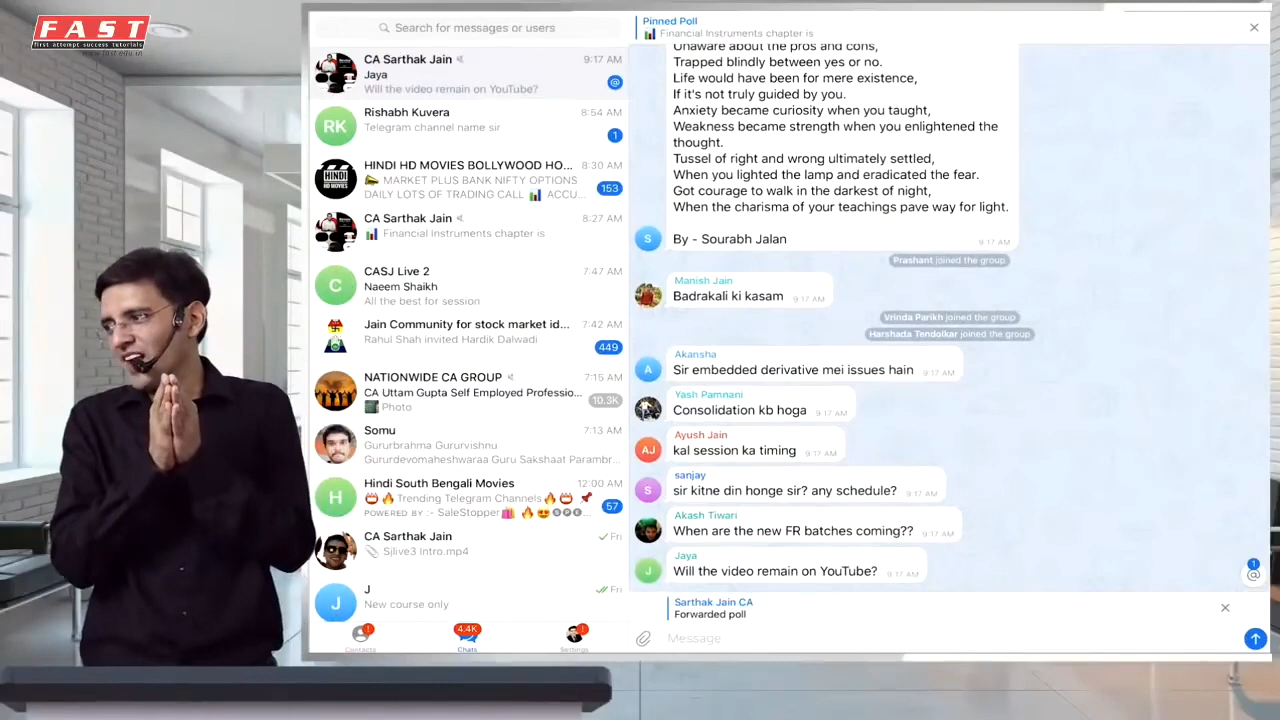 FAST
first attempt success tutorials
www.fast.edu.in
Search for messages or users
CA Sarthak Jain 9:17 AM
Jaya
Will the video remain on YouTube?
@
RK
Rishabh Kuvera 8:54 AM
Telegram channel name sir
1
HINDI HD MOVIES
HINDI HD MOVIES BOLLYWOOD HO... 8:30 AM
MARKET PLUS BANK NIFTY OPTIONS
DAILY LOTS OF TRADING CALL 📊 ACCU...
153
CA Sarthak Jain 8:27 AM
📊 Financial Instruments chapter is
C
CASJ Live 2 7:47 AM
Naeem Shaikh
All the best for session
Jain Community for stock market id... 7:42 AM
Rahul Shah invited Hardik Dalwadi
449
NATIONWIDE CA GROUP 7:15 AM
CA Uttam Gupta Self Employed Professio...
Photo
10.3K
Somu 7:13 AM
Gururbrahma Gururvishnu
Gururdevomaheshwaraa Guru Sakshaat Parambr...
H
Hindi South Bengali Movies 12:00 AM
Trending Telegram Channels
POWERED BY :- SaleStopper
57
CA Sarthak Jain Fri
Sjlive3 Intro.mp4
J
J Fri
New course only
! 4.4K !
Contacts Chats Settings
Pinned Poll
📊 Financial Instruments chapter is
Unaware about the pros and cons,
Trapped blindly between yes or no.
Life would have been for mere existence,
If it's not truly guided by you.
Anxiety became curiosity when you taught,
Weakness became strength when you enlightened the
thought.
Tussel of right and wrong ultimately settled,
When you lighted the lamp and eradicated the fear.
Got courage to walk in the darkest of night,
When the charisma of your teachings pave way for light.
S
By - Sourabh Jalan 9:17 AM
Prashant joined the group
Manish Jain
Badrakali ki kasam 9:17 AM
Vrinda Parikh joined the group
Harshada Tendolkar joined the group
Akansha
A
Sir embedded derivative mei issues hain 9:17 AM
Yash Pamnani
Consolidation kb hoga 9:17 AM
Ayush Jain
AJ
kal session ka timing 9:17 AM
sanjay
S
sir kitne din honge sir? any schedule? 9:17 AM
Akash Tiwari
When are the new FR batches coming?? 9:17 AM
Jaya
J
Will the video remain on YouTube? 9:17 AM
1
@
Sarthak Jain CA
Forwarded poll
Message